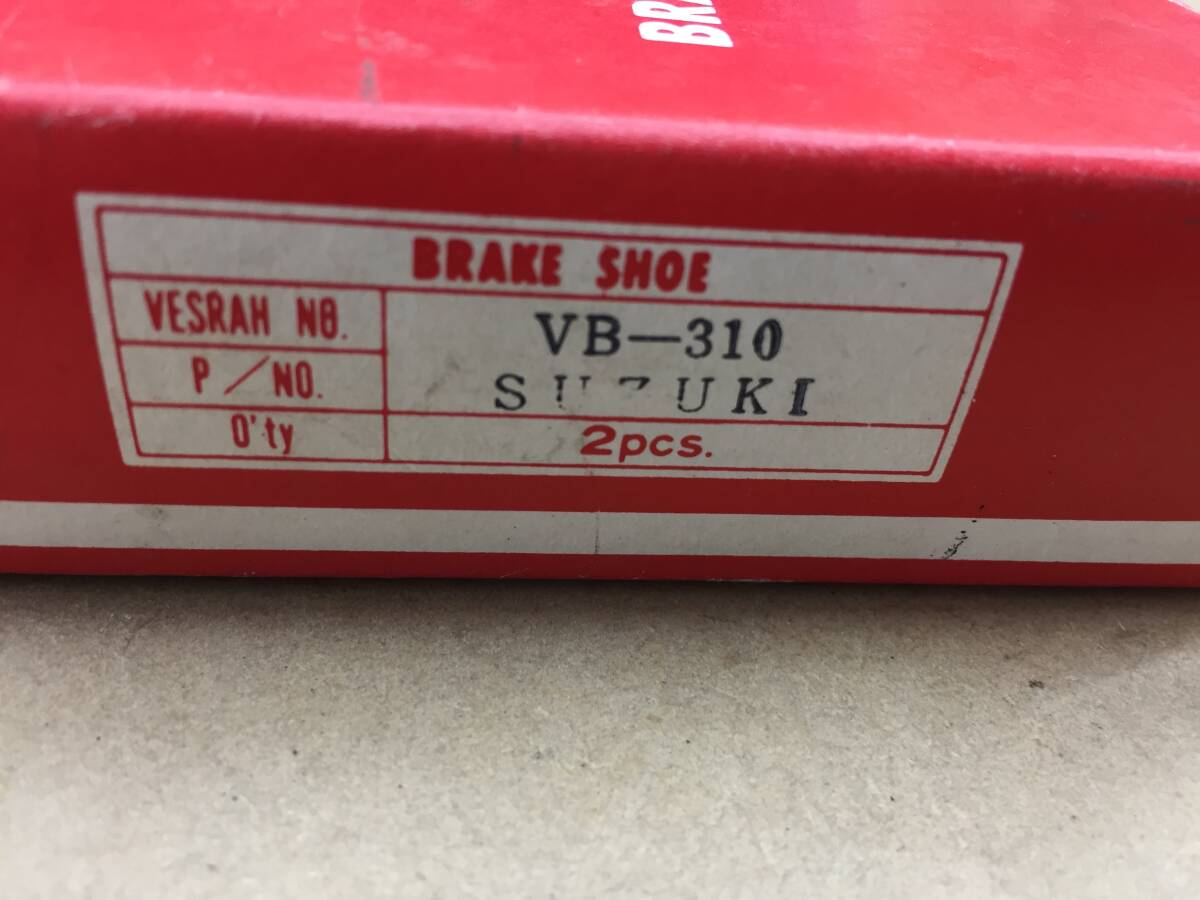 BRAKE SHOE
VESRAH NO. VB-310
P/NO. SUZUKI
Q'ty 2pcs.